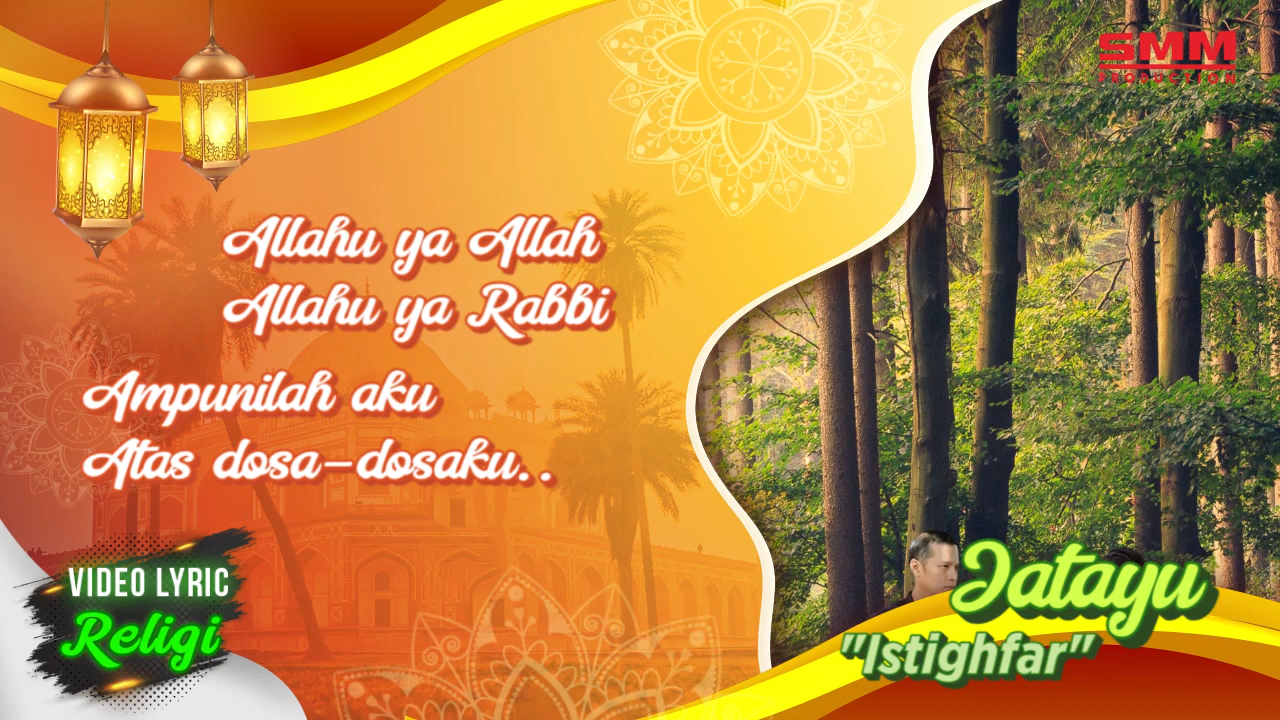 SMM
PRODUCTION
Allahu ya Allah
Allahu ya Rabbi
Ampunilah aku
Atas dosa-dosaku..
VIDEO LYRIC
Religi
Jatayu
"Istighfar"